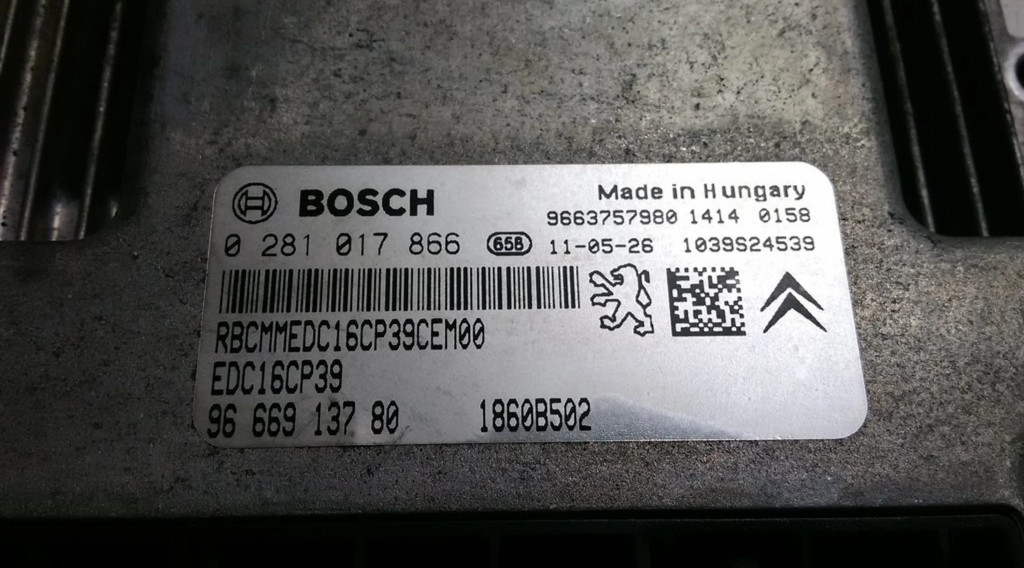 BOSCH
Made in Hungary
9663757980 1414 0158
0 281 017 866 658 11-05-26 1039S24539
RBCMMEDC16CP39CEM00
EDC16CP39
96 669 137 80 1860B502